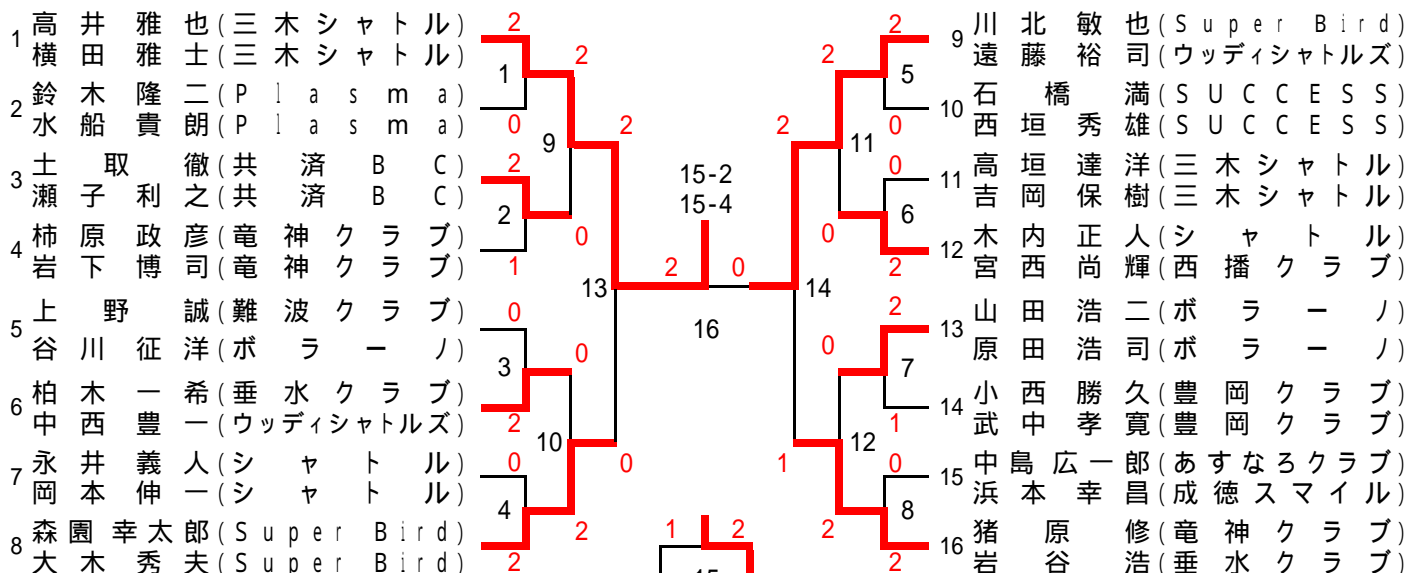 1
高井雅也(三木シャトル)
横田雅士(三木シャトル)
2
鈴木隆二(Plasma)
水船貴朗(Plasma)
3
土取徹(共済BC)
瀬子利之(共済BC)
4
柿原政彦(竜神クラブ)
岩下博司(竜神クラブ)
5
上野誠(難波クラブ)
谷川征洋(ボラーノ)
6
柏木一希(垂水クラブ)
中西豊一(ウッディシャトルズ)
7
永井義人(シャトル)
岡本伸一(シャトル)
8
森園幸太郎(Super Bird)
大木秀夫(Super Bird)
2
1
0
2
2
1
0
3
2
0
4
2
2
9
0
0
10
2
2
13
0
15-2
15-4
2 0
16
1 2
15
2
14
1
2
11
0
0
12
2
2
5
0
0
6
2
2
7
1
0
8
2
9
川北敏也(Super Bird)
遠藤裕司(ウッディシャトルズ)
10
石橋満(SUCCESS)
西垣秀雄(SUCCESS)
11
高垣達洋(三木シャトル)
吉岡保樹(三木シャトル)
12
木内正人(シャトル)
宮西尚輝(西播クラブ)
13
山田浩二(ボラーノ)
原田浩司(ボラーノ)
14
小西勝久(豊岡クラブ)
武中孝寛(豊岡クラブ)
15
中島広一郎(あすなろクラブ)
浜本幸昌(成徳スマイル)
16
猪原修(竜神クラブ)
岩谷浩(垂水クラブ)